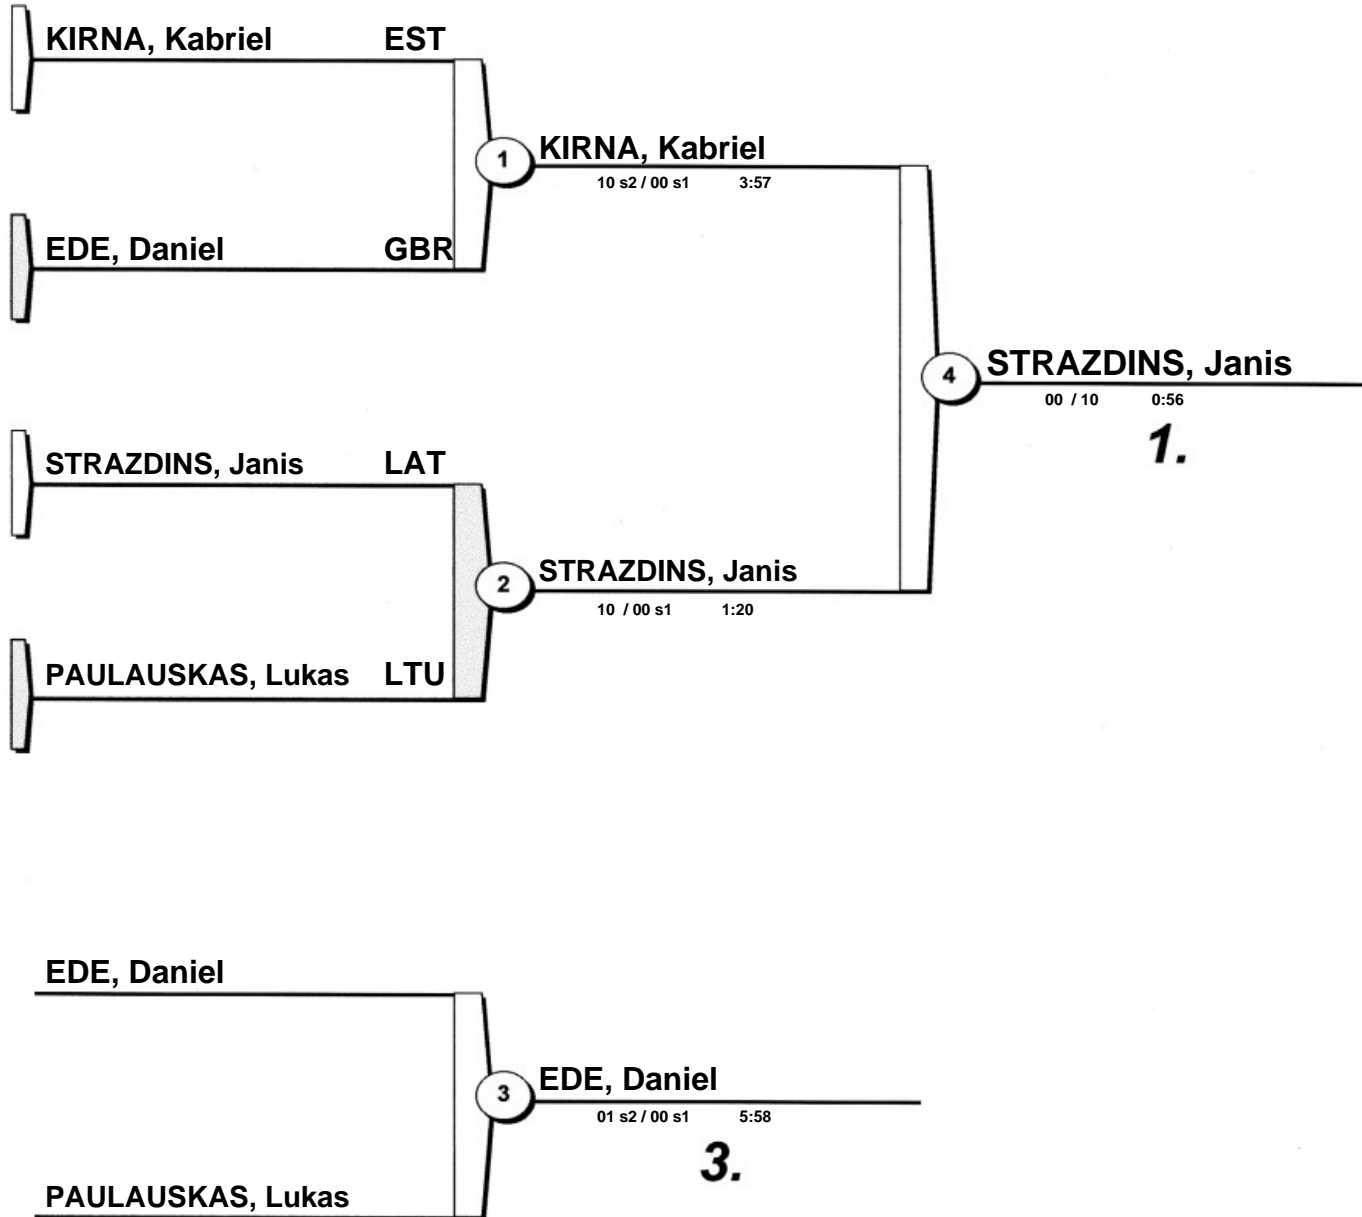 KIRNA, Kabriel EST
1 KIRNA, Kabriel
10 s2 / 00 s1 3:57
EDE, Daniel GBR
4 STRAZDINS, Janis
00 / 10 0:56
1.
STRAZDINS, Janis LAT
2 STRAZDINS, Janis
10 / 00 s1 1:20
PAULAUSKAS, Lukas LTU
EDE, Daniel
3 EDE, Daniel
01 s2 / 00 s1 5:58
3.
PAULAUSKAS, Lukas